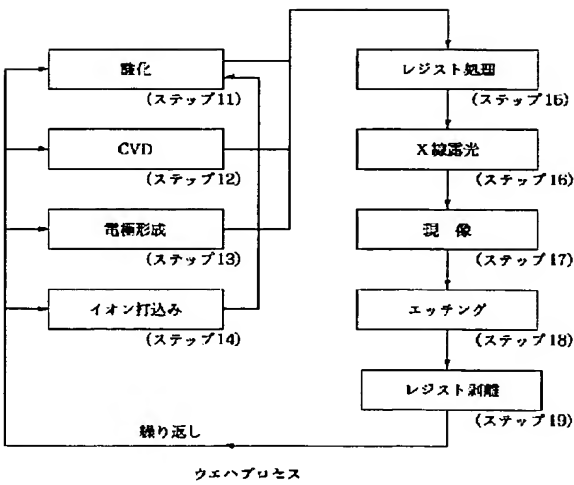 酸化
(ステップ11)
CVD
(ステップ12)
電極形成
(ステップ13)
イオン打込み
(ステップ14)
レジスト処理
(ステップ15)
X線露光
(ステップ16)
現 像
(ステップ17)
エッチング
(ステップ18)
レジスト剥離
(ステップ19)
繰り返し
ウエハプロセス